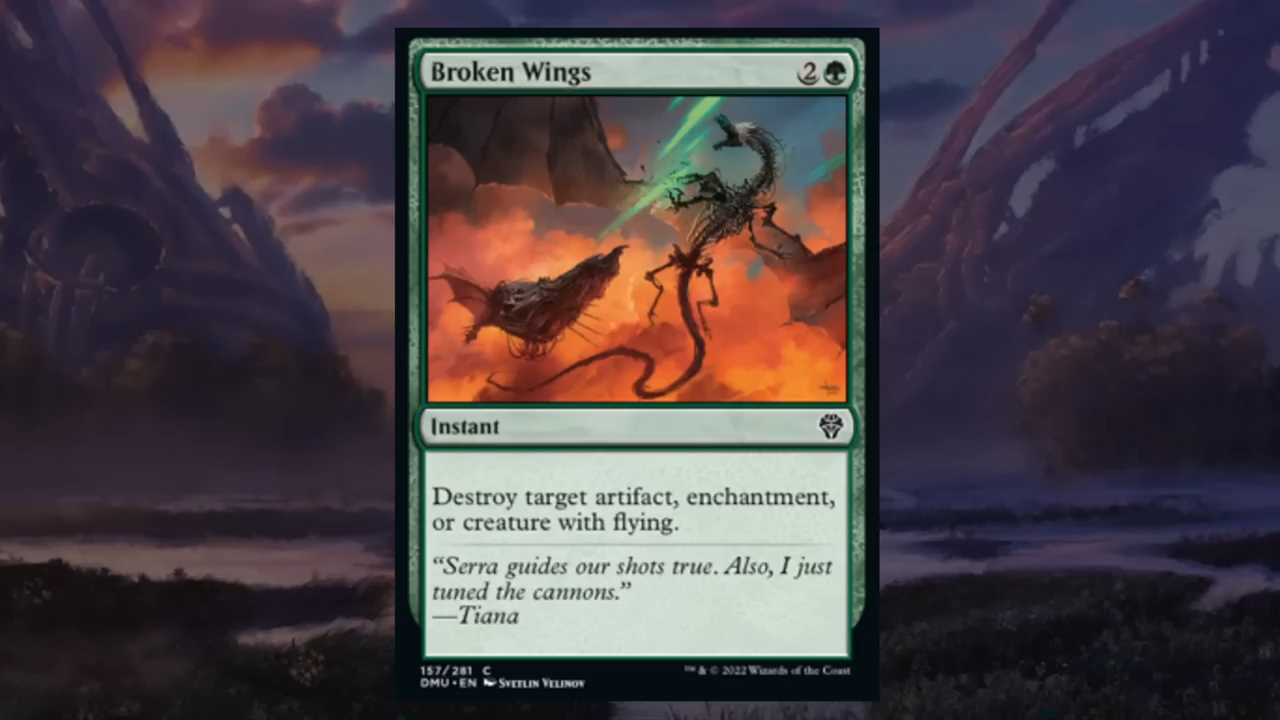 Broken Wings
2
Instant
Destroy target artifact, enchantment,
or creature with flying.
“Serra guides our shots true. Also, I just
tuned the cannons.”
—Tiana
157/281 C
DMU • EN Svetlin Velinov
™ & © 2022 Wizards of the Coast